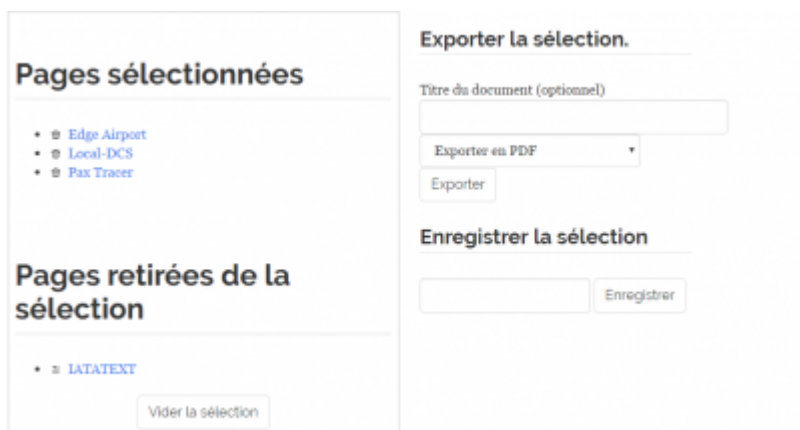 Pages sélectionnées
Edge Airport
Local-DCS
Pax Tracer
Pages retirées de la
sélection
IATATEXT
Vider la sélection
Exporter la sélection.
Titre du document (optionnel)
Exporter en PDF
Exporter
Enregistrer la sélection
Enregistrer